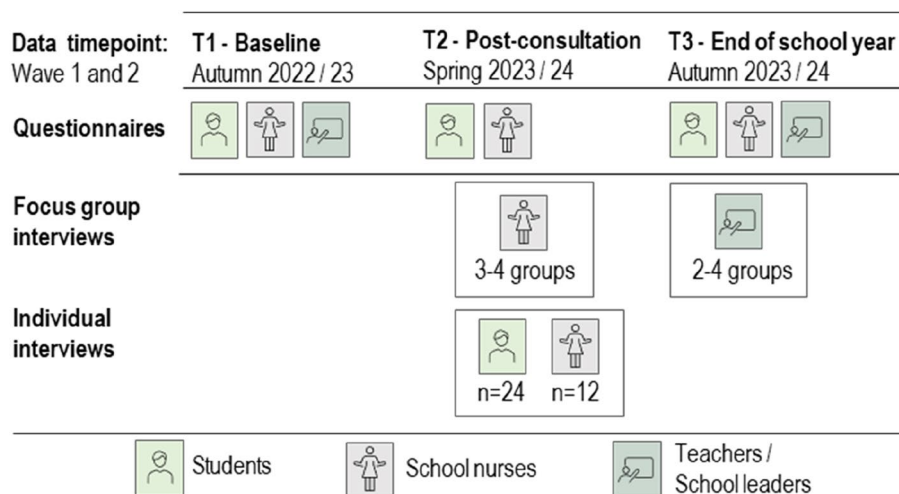 Data timepoint: T1 - Baseline T2 - Post-consultation T3 - End of school year
Wave 1 and 2 Autumn 2022 / 23 Spring 2023 / 24 Autumn 2023 / 24
Questionnaires
Focus group
interviews
3-4 groups 2-4 groups
Individual
interviews
n=24 n=12
Students School nurses Teachers /
School leaders